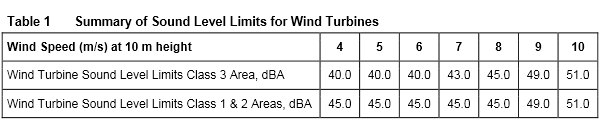 Table 1 Summary of Sound Level Limits for Wind Turbines
Wind Speed (m/s) at 10 m height 4 5 6 7 8 9 10
Wind Turbine Sound Level Limits Class 3 Area, dBA 40.0 40.0 40.0 43.0 45.0 49.0 51.0
Wind Turbine Sound Level Limits Class 1 & 2 Areas, dBA 45.0 45.0 45.0 45.0 45.0 49.0 51.0